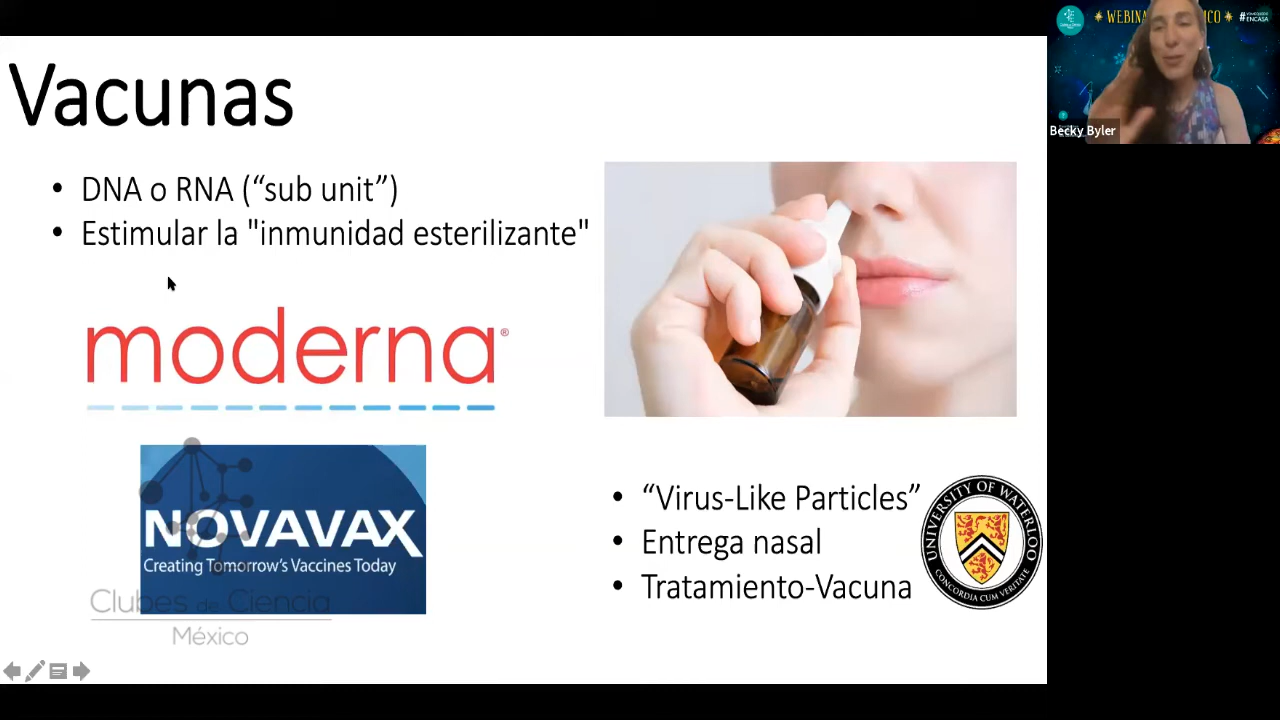 Vacunas
• DNA o RNA (“sub unit”)
• Estimular la "inmunidad esterilizante"
moderna®
NOVAVAX
Creating Tomorrow's Vaccines Today
Clubes de Ciencia
México
• “Virus-Like Particles”
• Entrega nasal
• Tratamiento-Vacuna
UNIVERSITY OF WATERLOO
CONCORDIA CUM VERITATE
Becky Byler
ENCASA